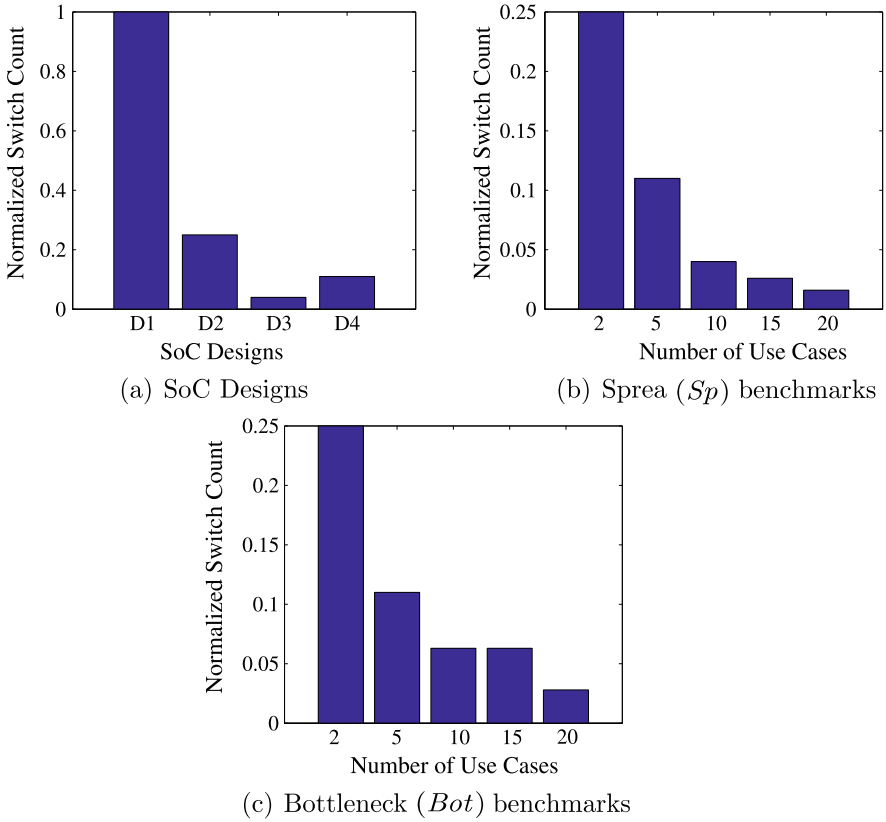 Normalized Switch Count
1
0.8
0.6
0.4
0.2
0
D1 D2 D3 D4
SoC Designs
(a) SoC Designs
Normalized Switch Count
0.25
0.2
0.15
0.1
0.05
0
2 5 10 15 20
Number of Use Cases
(b) Sprea (Sp) benchmarks
Normalized Switch Count
0.25
0.2
0.15
0.1
0.05
0
2 5 10 15 20
Number of Use Cases
(c) Bottleneck (Bot) benchmarks